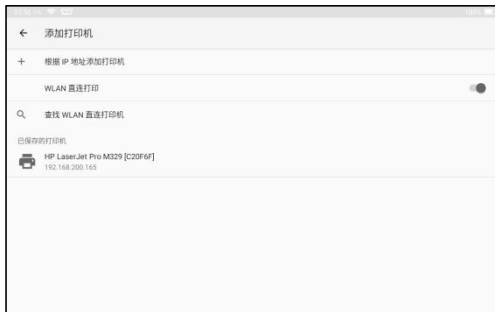 100%
添加打印机
根据 IP 地址添加打印机
WLAN 直连打印
查找 WLAN 直连打印机
已保存的打印机
HP LaserJet Pro M329 [C20F6F]
192.168.200.165